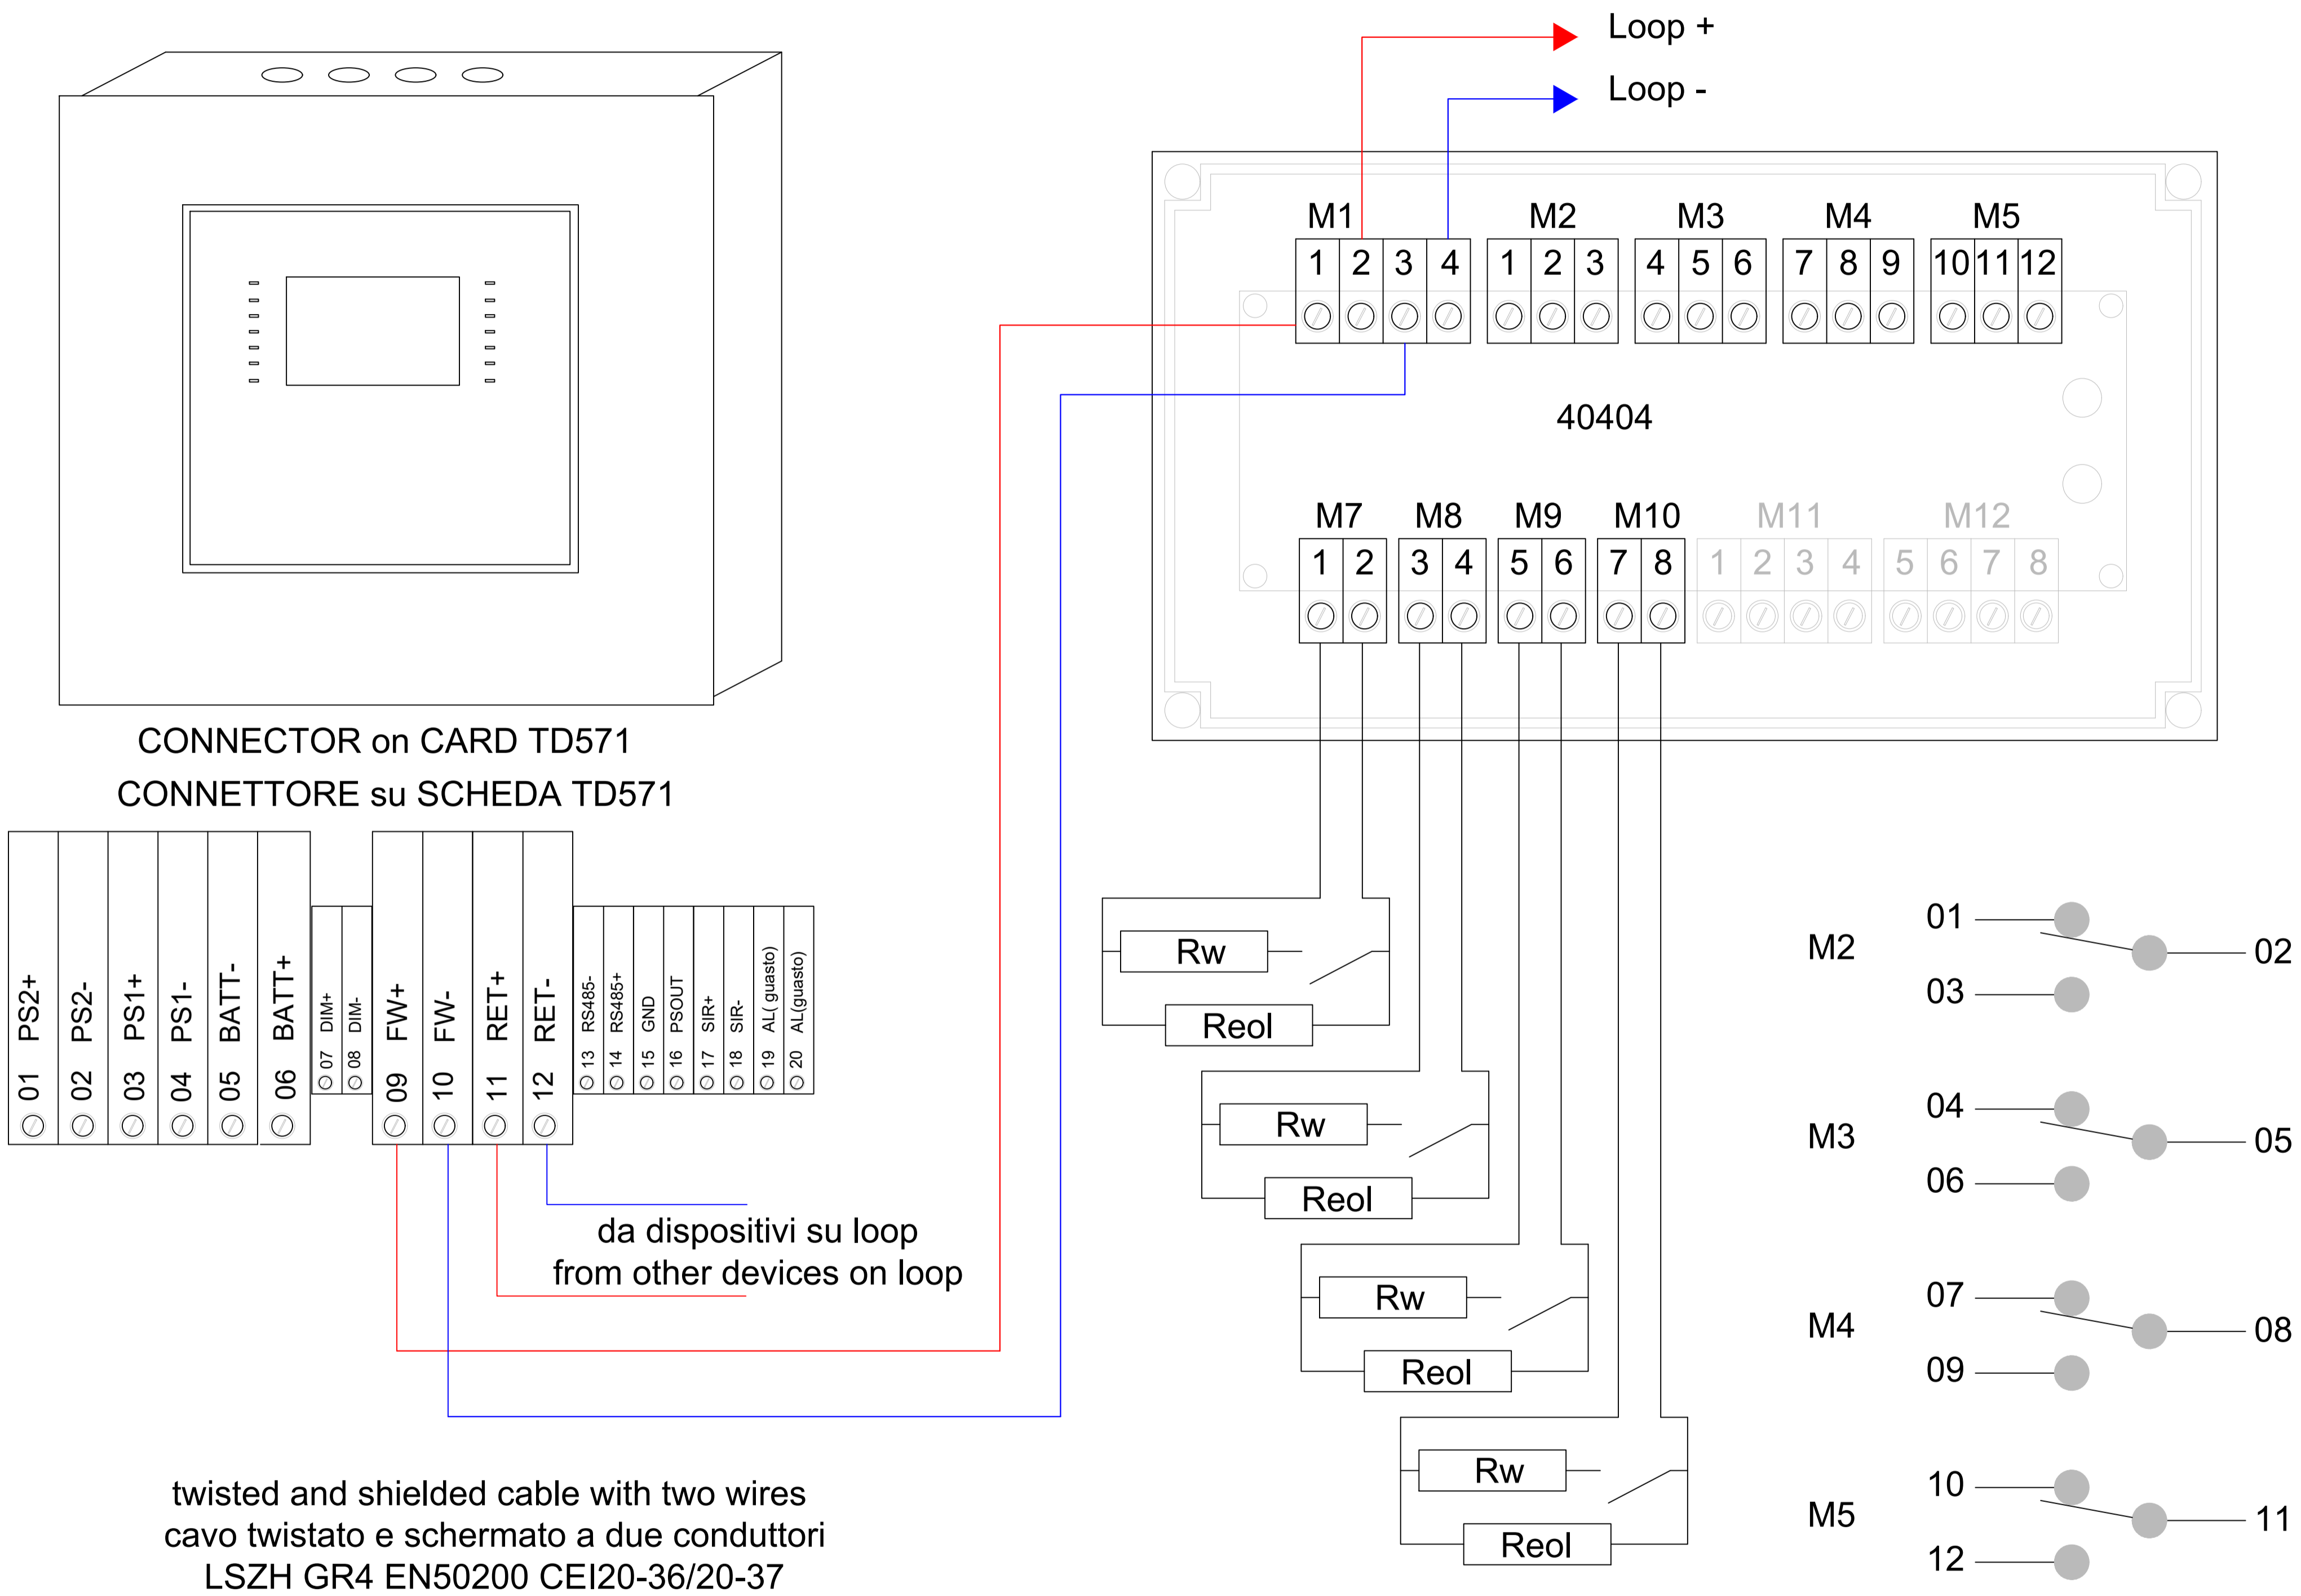 Loop +
Loop -
M1 M2 M3 M4 M5
1 2 3 4 1 2 3 4 5 6 7 8 9 10 11 12
40404
M7 M8 M9 M10 M11 M12
1 2 3 4 5 6 7 8 1 2 3 4 5 6 7 8
CONNECTOR on CARD TD571
CONNETTORE su SCHEDA TD571
01 PS2+
02 PS2-
03 PS1+
04 PS1-
05 BATT-
06 BATT+
07 DIM+
08 DIM-
09 FW+
10 FW-
11 RET+
12 RET-
13 RS485-
14 RS485+
15 GND
16 PSOUT
17 SIR+
18 SIR-
19 AL( guasto)
20 AL(guasto)
da dispositivi su loop
from other devices on loop
Rw
Reol
Rw
Reol
Rw
Reol
Rw
Reol
M2
01
02
03
M3
04
05
06
M4
07
08
09
M5
10
11
12
twisted and shielded cable with two wires
cavo twistato e schermato a due conduttori
LSZH GR4 EN50200 CEI20-36/20-37